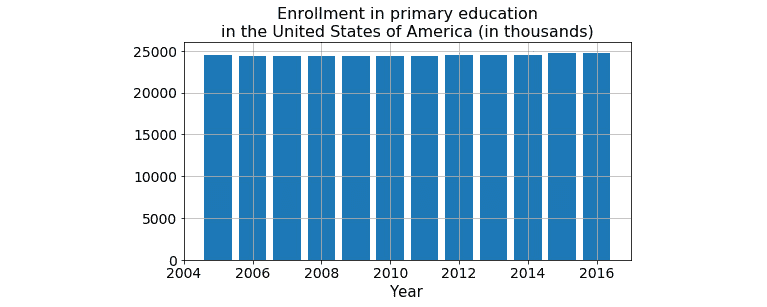 Enrollment in primary education
in the United States of America (in thousands)
25000
20000
15000
10000
5000
0
2004 2006 2008 2010 2012 2014 2016
Year